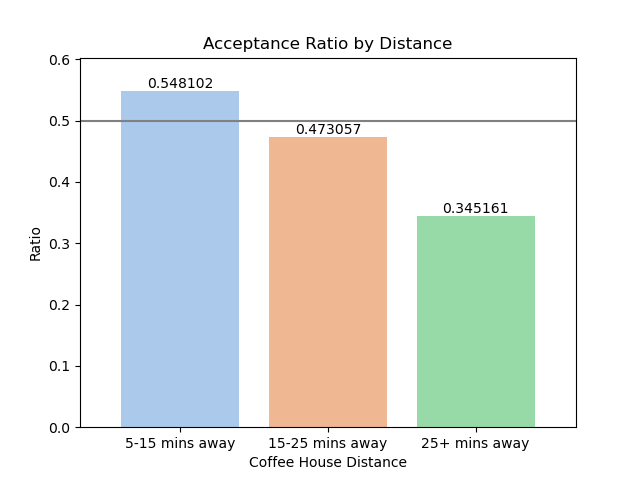 Acceptance Ratio by Distance
0.6
0.548102
0.5
0.473057
0.4
0.345161
0.3
Ratio
0.2
0.1
0.0
5-15 mins away 15-25 mins away 25+ mins away
Coffee House Distance